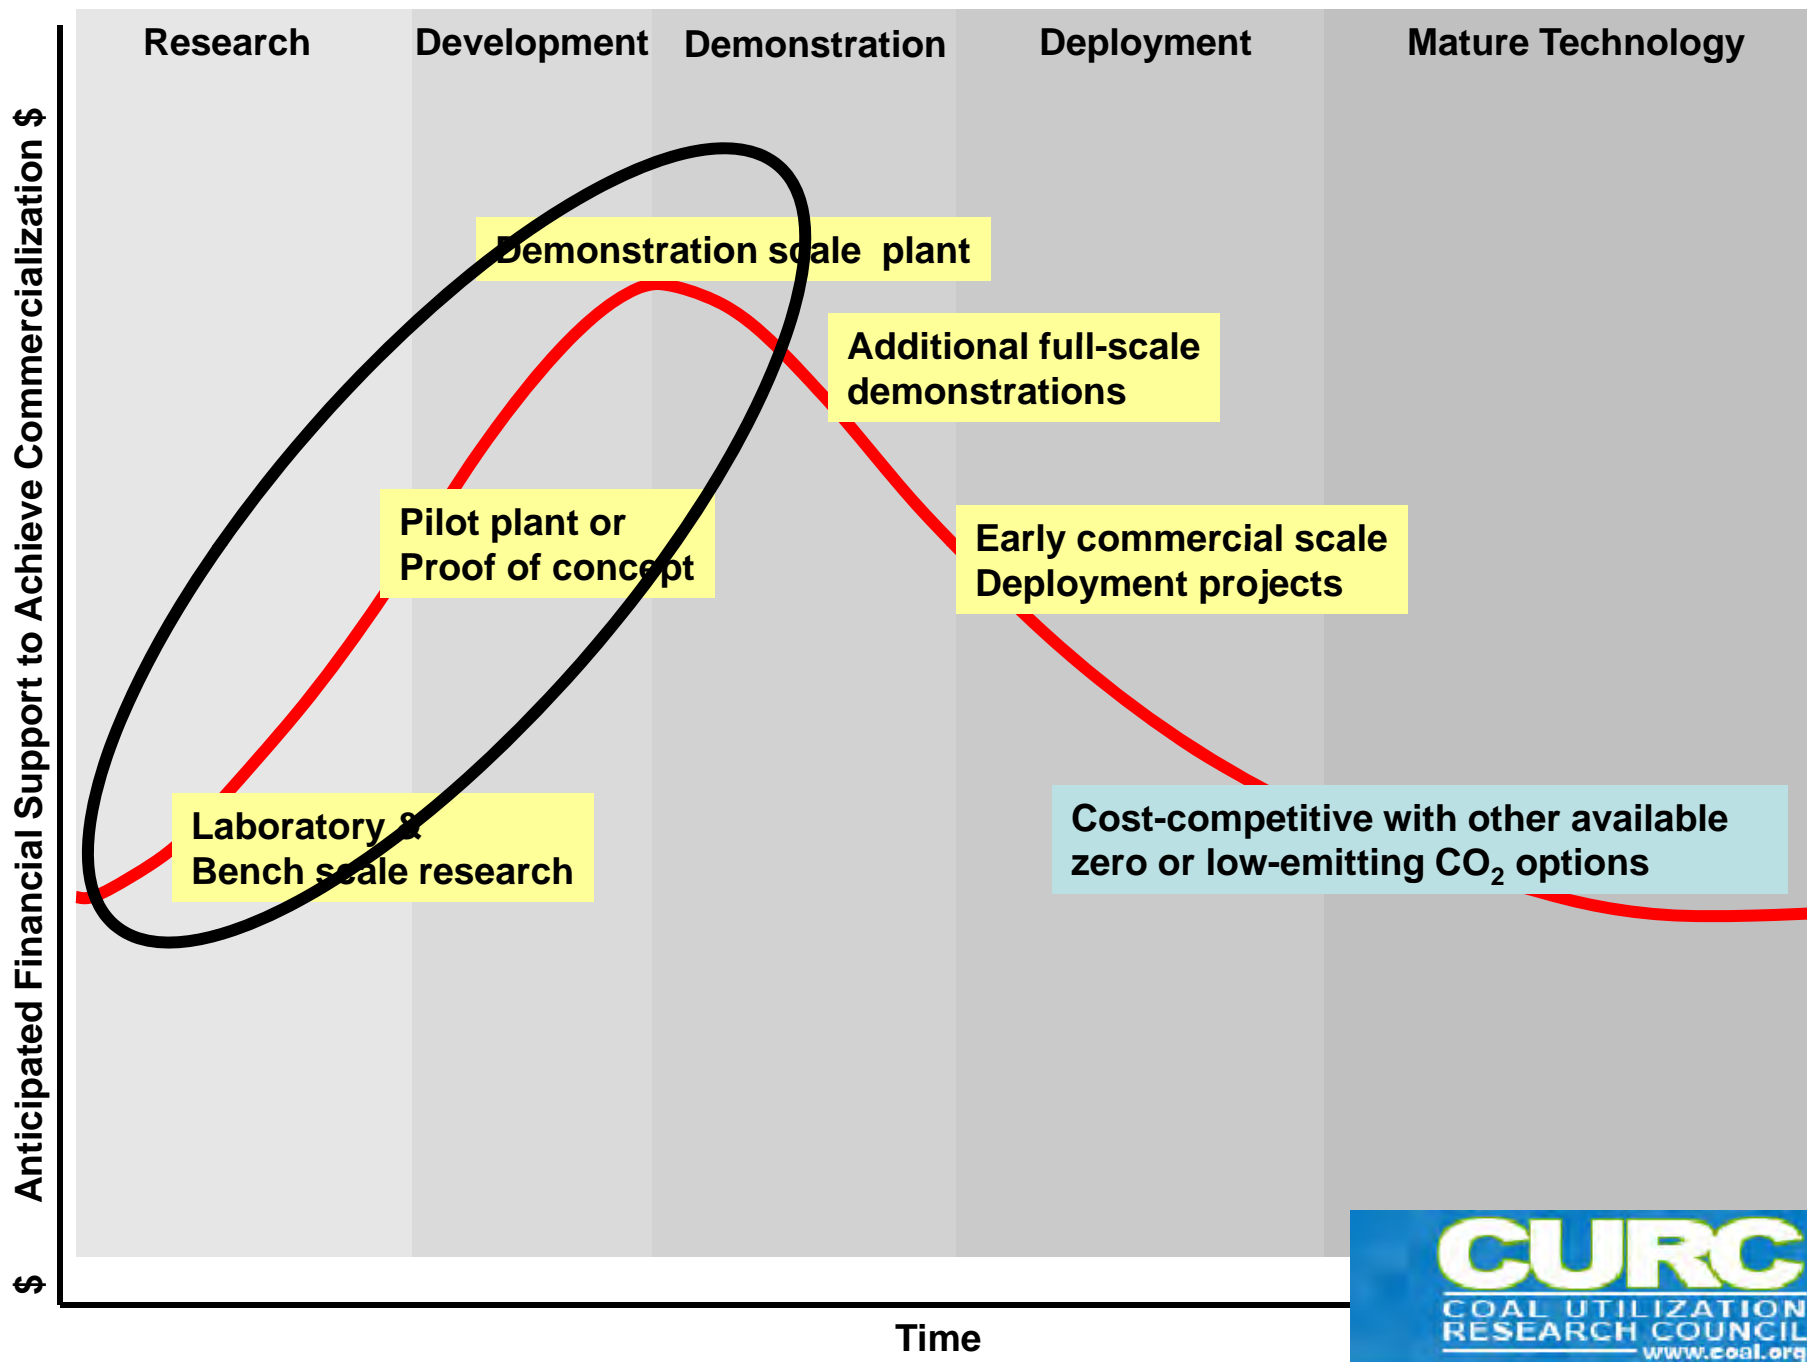 Research Development Demonstration Deployment Mature Technology
$ Anticipated Financial Support to Achieve Commercialization $
Demonstration scale plant
Additional full-scale
demonstrations
Pilot plant or
Proof of concept
Early commercial scale
Deployment projects
Laboratory &
Bench scale research
Cost-competitive with other available
zero or low-emitting CO₂ options
Time
CURC
COAL UTILIZATION
RESEARCH COUNCIL
www.coal.org